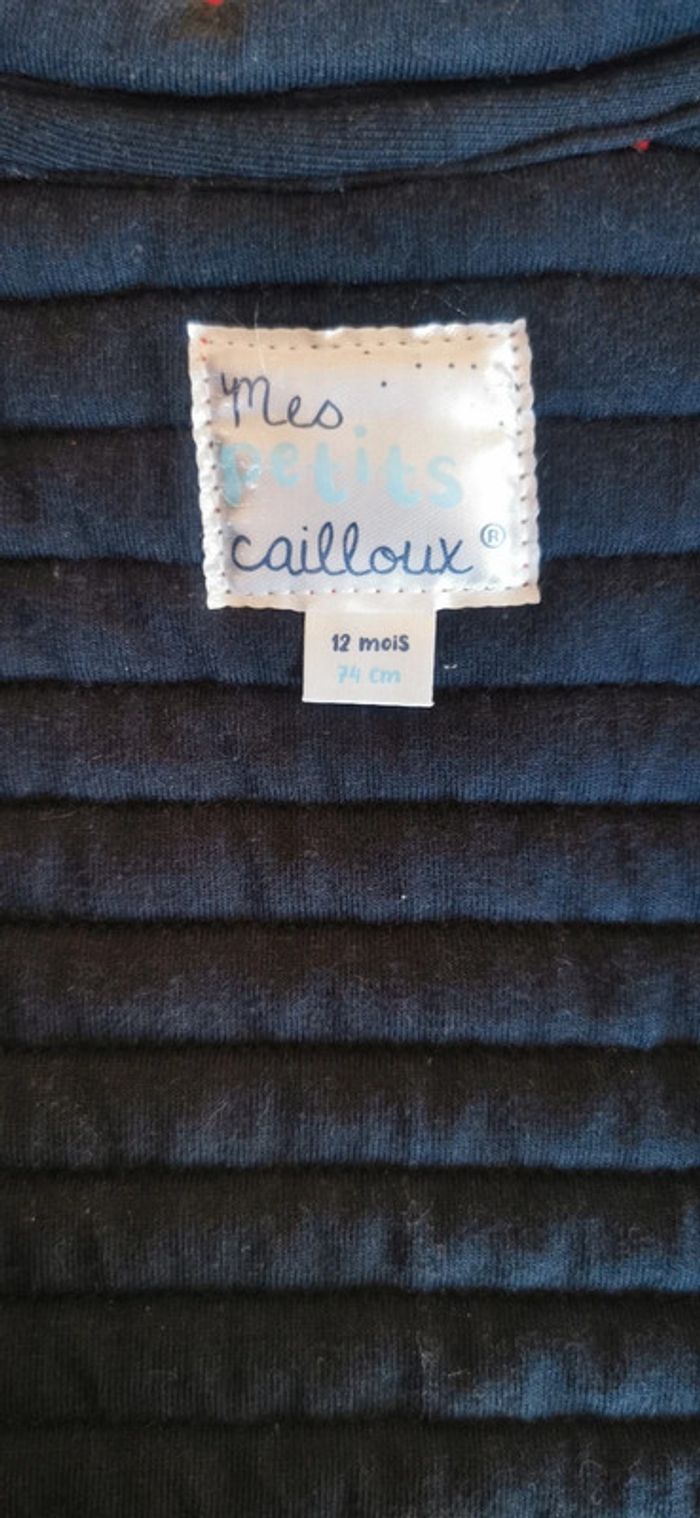 Mes
petits
cailloux®
12 mois
74 cm